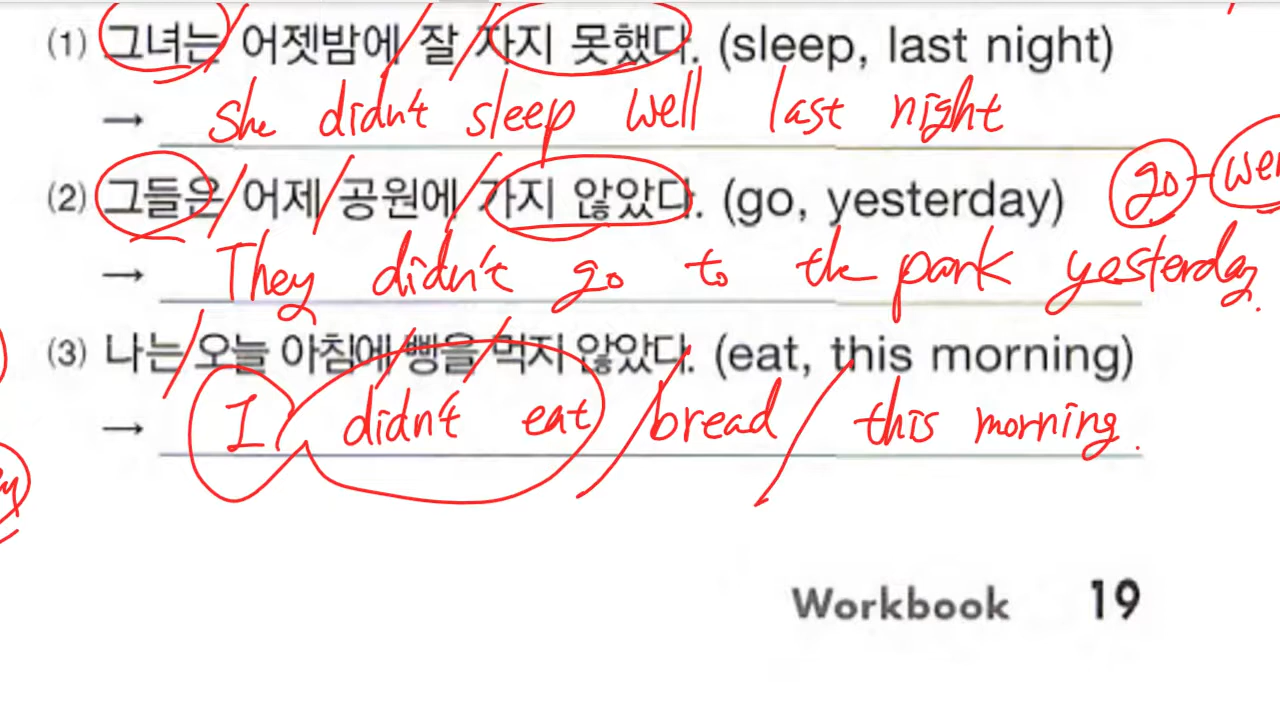 (1) 그녀는 어젯밤에 잘 자지 못했다. (sleep, last night)
→ She didn't sleep well last night
(2) 그들은 어제 공원에 가지 않았다. (go, yesterday)
go -
→ They didn't go to the park yesterday.
(3) 나는 오늘 아침에 빵을 먹지 않았다. (eat, this morning)
→ I didn't eat bread this morning.
Workbook 19